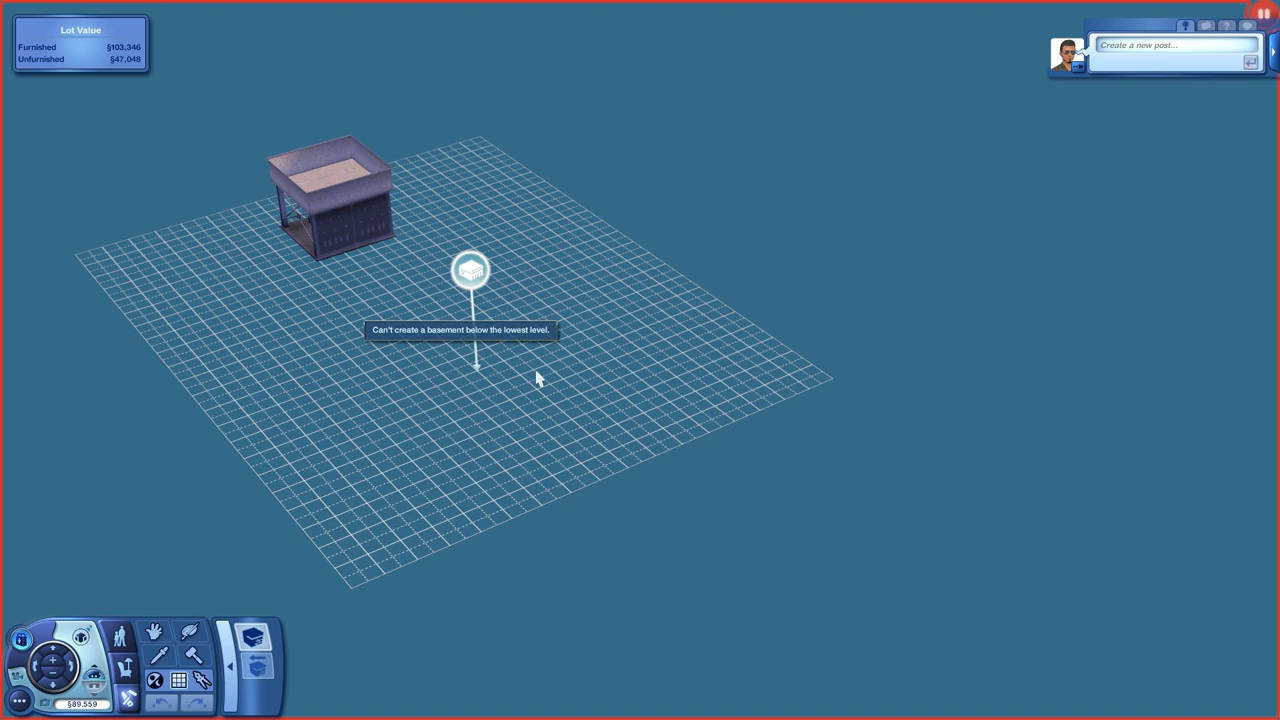 Lot Value
Furnished §103,346
Unfurnished §47,048
Create a new post...
?
Can't create a basement below the lowest level.
§89,559